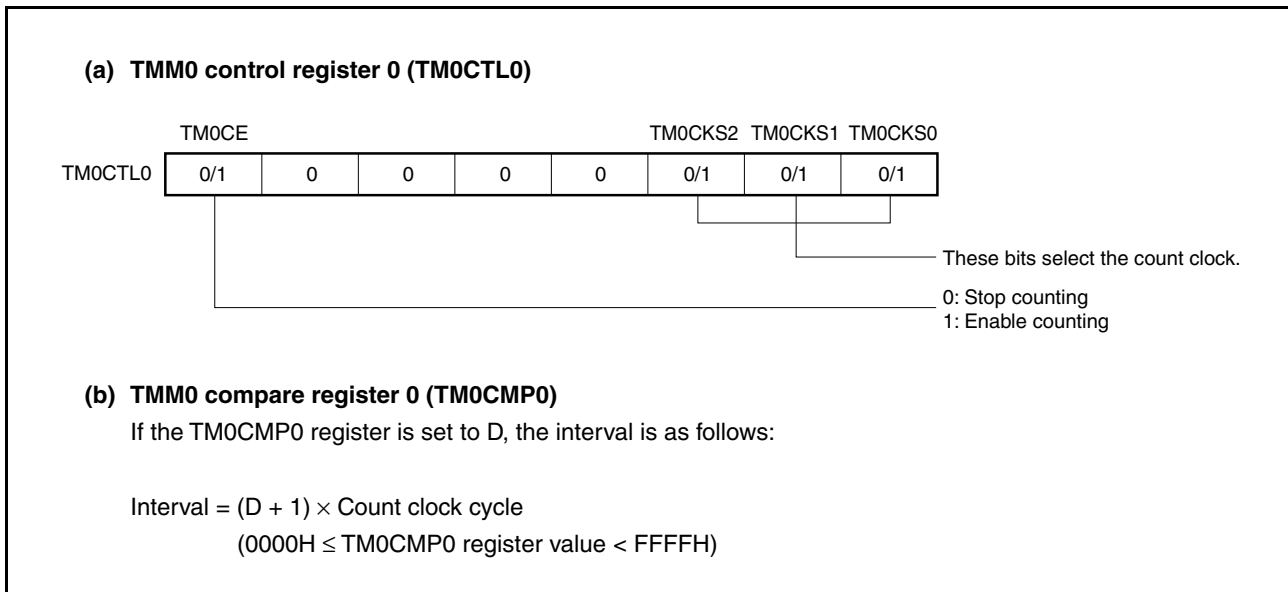 (a) TMM0 control register 0 (TM0CTL0)
TM0CE TM0CKS2 TM0CKS1 TM0CKS0
TM0CTL0 0/1 0 0 0 0 0/1 0/1 0/1
These bits select the count clock.
0: Stop counting
1: Enable counting
(b) TMM0 compare register 0 (TM0CMP0)
If the TM0CMP0 register is set to D, the interval is as follows:
Interval = (D + 1) × Count clock cycle
(0000H ≤ TM0CMP0 register value < FFFFH)